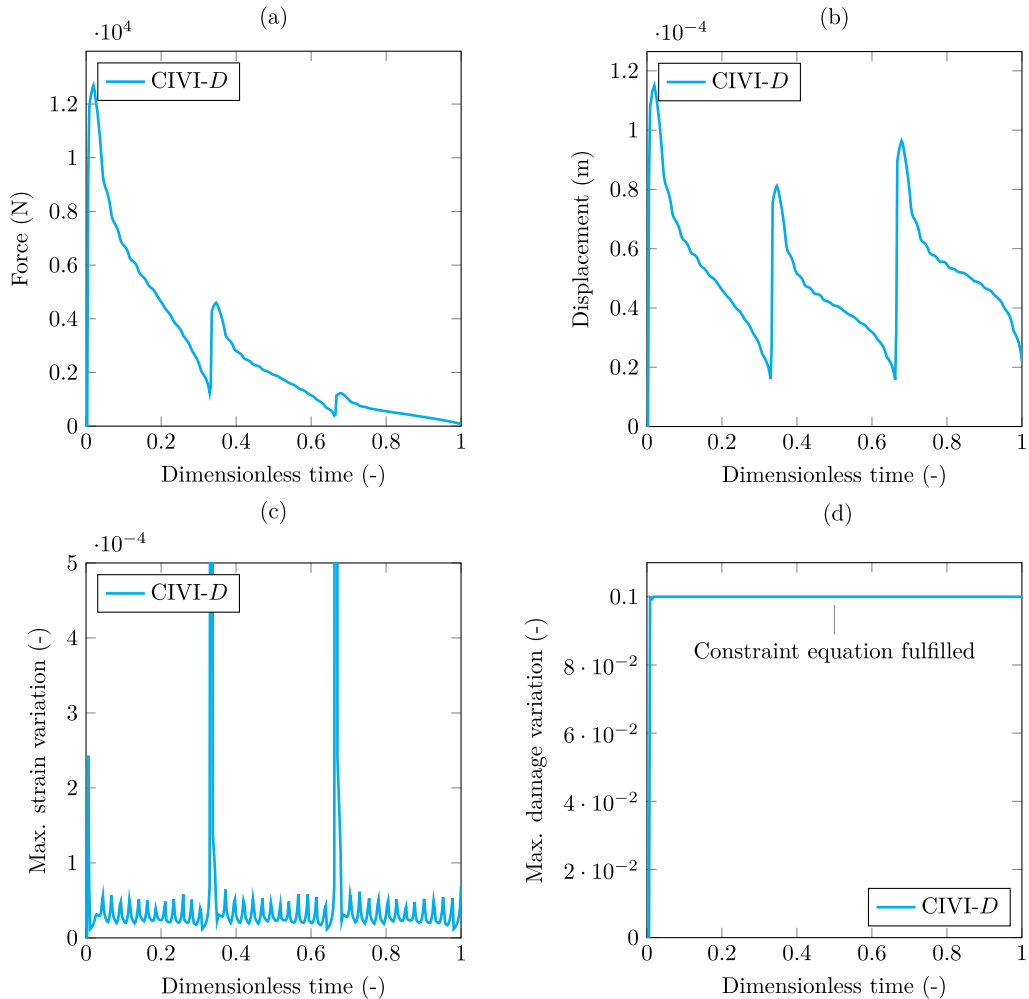 (a)
·10⁴
CIVI-D
1.2
1
0.8
0.6
0.4
0.2
0
0 0.2 0.4 0.6 0.8 1
Force (N)
Dimensionless time (-)
(b)
·10⁻⁴
CIVI-D
1.2
1
0.8
0.6
0.4
0.2
0
0 0.2 0.4 0.6 0.8 1
Displacement (m)
Dimensionless time (-)
(c)
·10⁻⁴
CIVI-D
5
4
3
2
1
0
0 0.2 0.4 0.6 0.8 1
Max. strain variation (-)
Dimensionless time (-)
(d)
0.1
Constraint equation fulfilled
8·10⁻²
6·10⁻²
4·10⁻²
2·10⁻²
0
CIVI-D
0 0.2 0.4 0.6 0.8 1
Max. damage variation (-)
Dimensionless time (-)